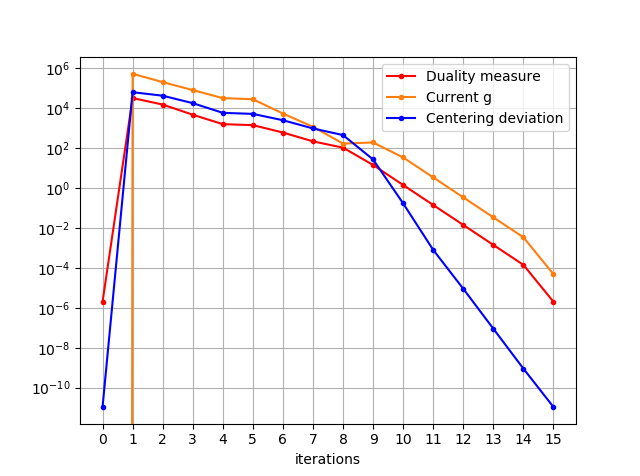 10^6
10^4
10^2
10^0
10^−2
10^−4
10^−6
10^−8
10^−10
Duality measure
Current g
Centering deviation
0 1 2 3 4 5 6 7 8 9 10 11 12 13 14 15
iterations